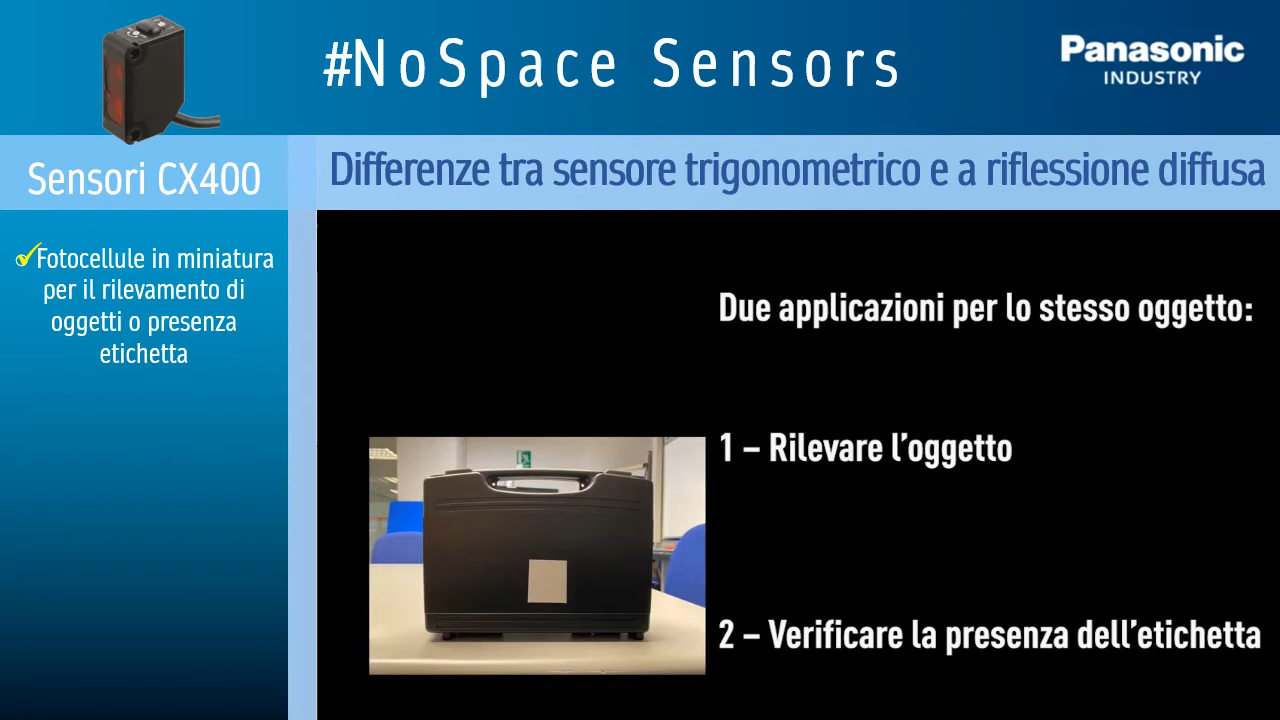 #NoSpace Sensors
Panasonic
INDUSTRY
Sensori CX400
Differenze tra sensore trigonometrico e a riflessione diffusa
Fotocellule in miniatura
per il rilevamento di
oggetti o presenza
etichetta
Due applicazioni per lo stesso oggetto:
1 – Rilevare l’oggetto
2 – Verificare la presenza dell’etichetta